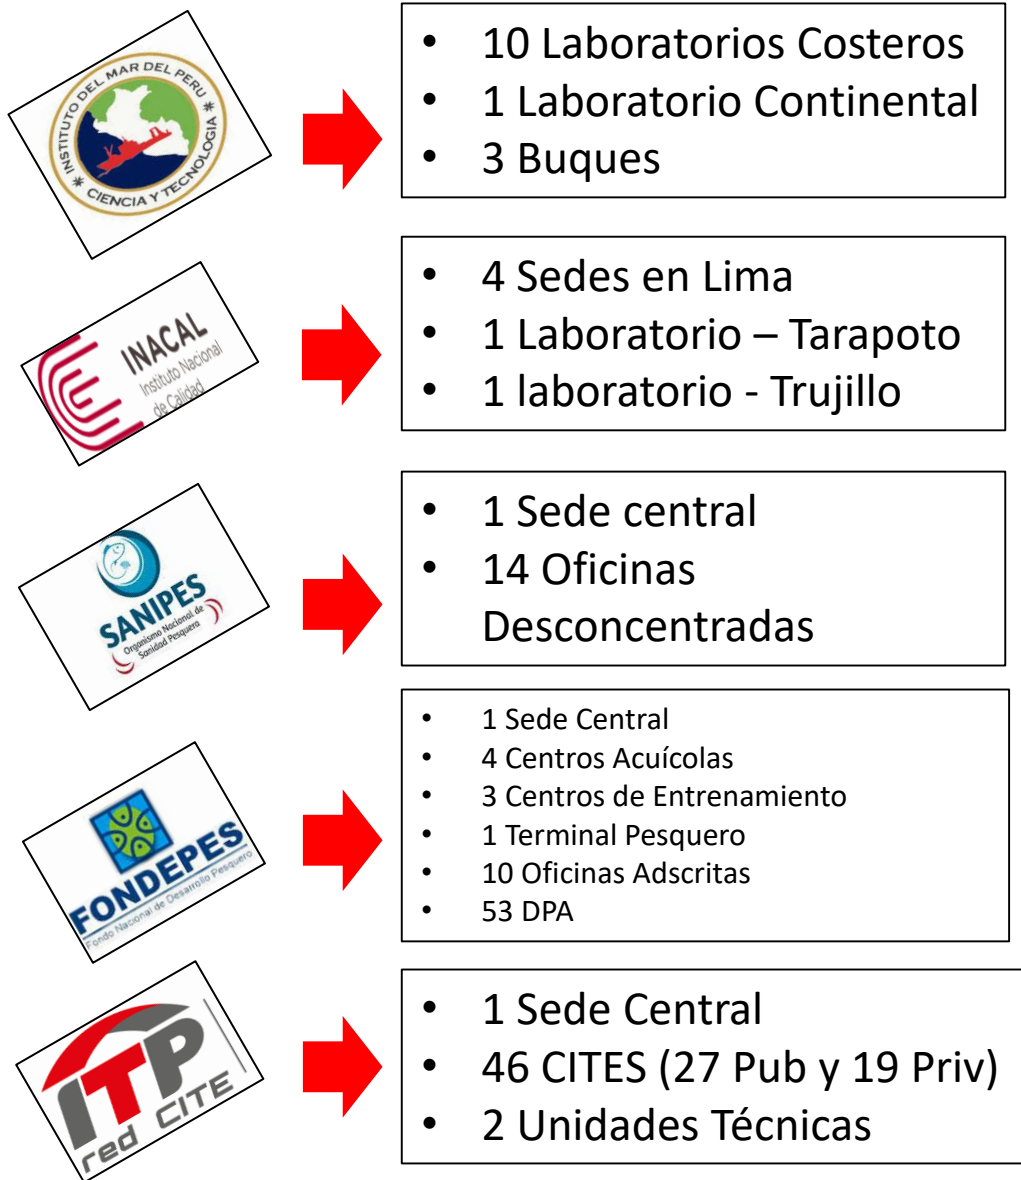 INSTITUTO DEL MAR DEL PERU
* CIENCIA Y TECNOLOGIA *
• 10 Laboratorios Costeros
• 1 Laboratorio Continental
• 3 Buques
INACAL
Instituto Nacional
de Calidad
• 4 Sedes en Lima
• 1 Laboratorio – Tarapoto
• 1 laboratorio - Trujillo
SANIPES
Organismo Nacional de
Sanidad Pesquera
• 1 Sede central
• 14 Oficinas
Desconcentradas
FONDEPES
Fondo Nacional de Desarrollo Pesquero
• 1 Sede Central
• 4 Centros Acuícolas
• 3 Centros de Entrenamiento
• 1 Terminal Pesquero
• 10 Oficinas Adscritas
• 53 DPA
ITP
red CITE
• 1 Sede Central
• 46 CITES (27 Pub y 19 Priv)
• 2 Unidades Técnicas